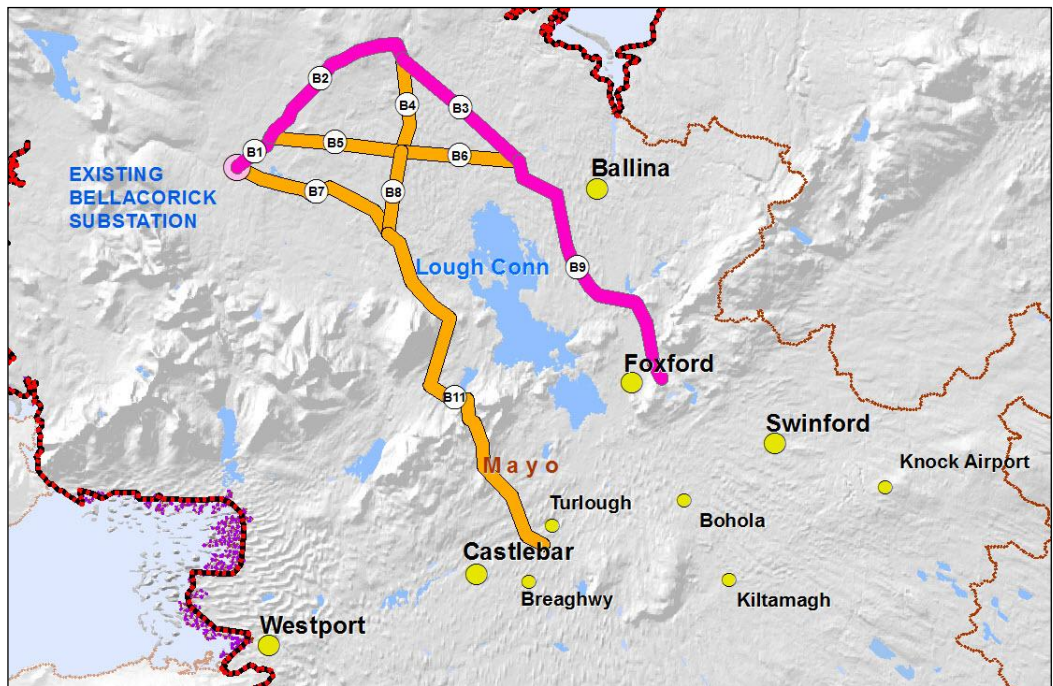 B2
B4
B3
B5
B1
B6
EXISTING
BELLACORICK
SUBSTATION
B7
B8
Ballina
Lough Conn
B9
Foxford
B11
Swinford
Mayo
Knock Airport
Turlough
Bohola
Castlebar
Breaghwy
Kiltamagh
Westport